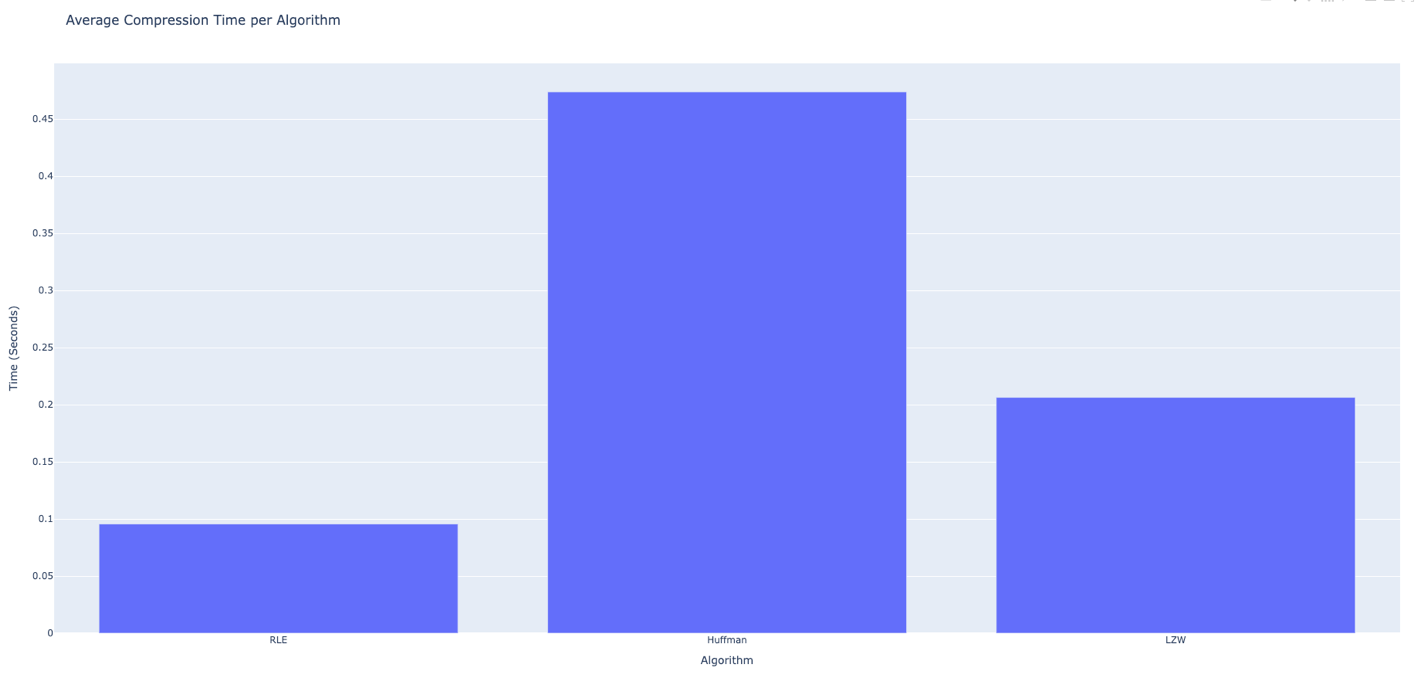 Average Compression Time per Algorithm
0.45
0.4
0.35
0.3
0.25
0.2
0.15
0.1
0.05
0
Time (Seconds)
RLE
Huffman
LZW
Algorithm